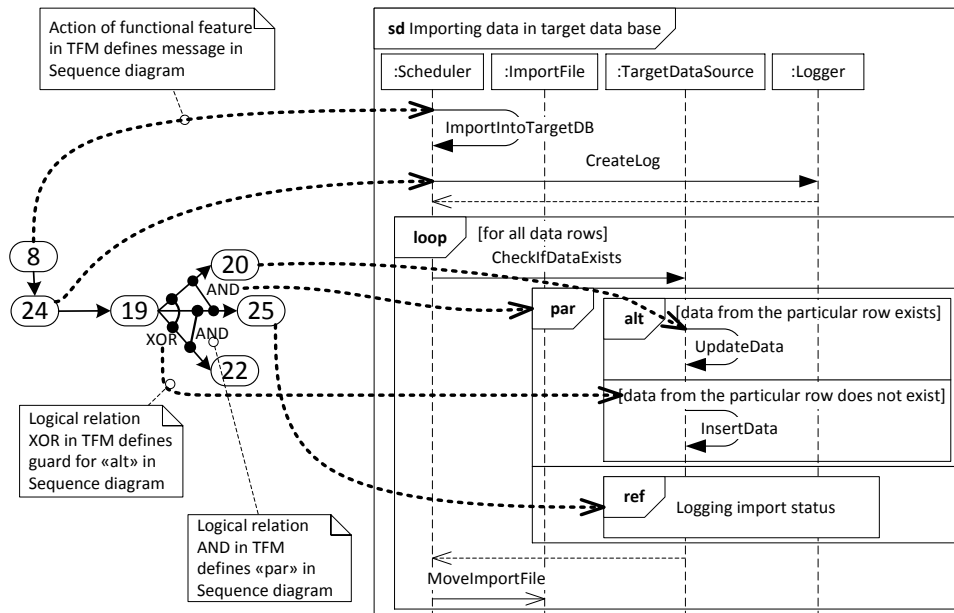 Action of functional feature
in TFM defines message in
Sequence diagram
sd Importing data in target data base
:Scheduler
:ImportFile
:TargetDataSource
:Logger
ImportIntoTargetDB
CreateLog
loop
[for all data rows]
CheckIfDataExists
8
20
24
19
25
AND
XOR
AND
22
par
alt
[data from the particular row exists]
UpdateData
[data from the particular row does not exist]
InsertData
Logical relation
XOR in TFM defines
guard for «alt» in
Sequence diagram
ref
Logging import status
Logical relation
AND in TFM
defines «par» in
Sequence diagram
MoveImportFile